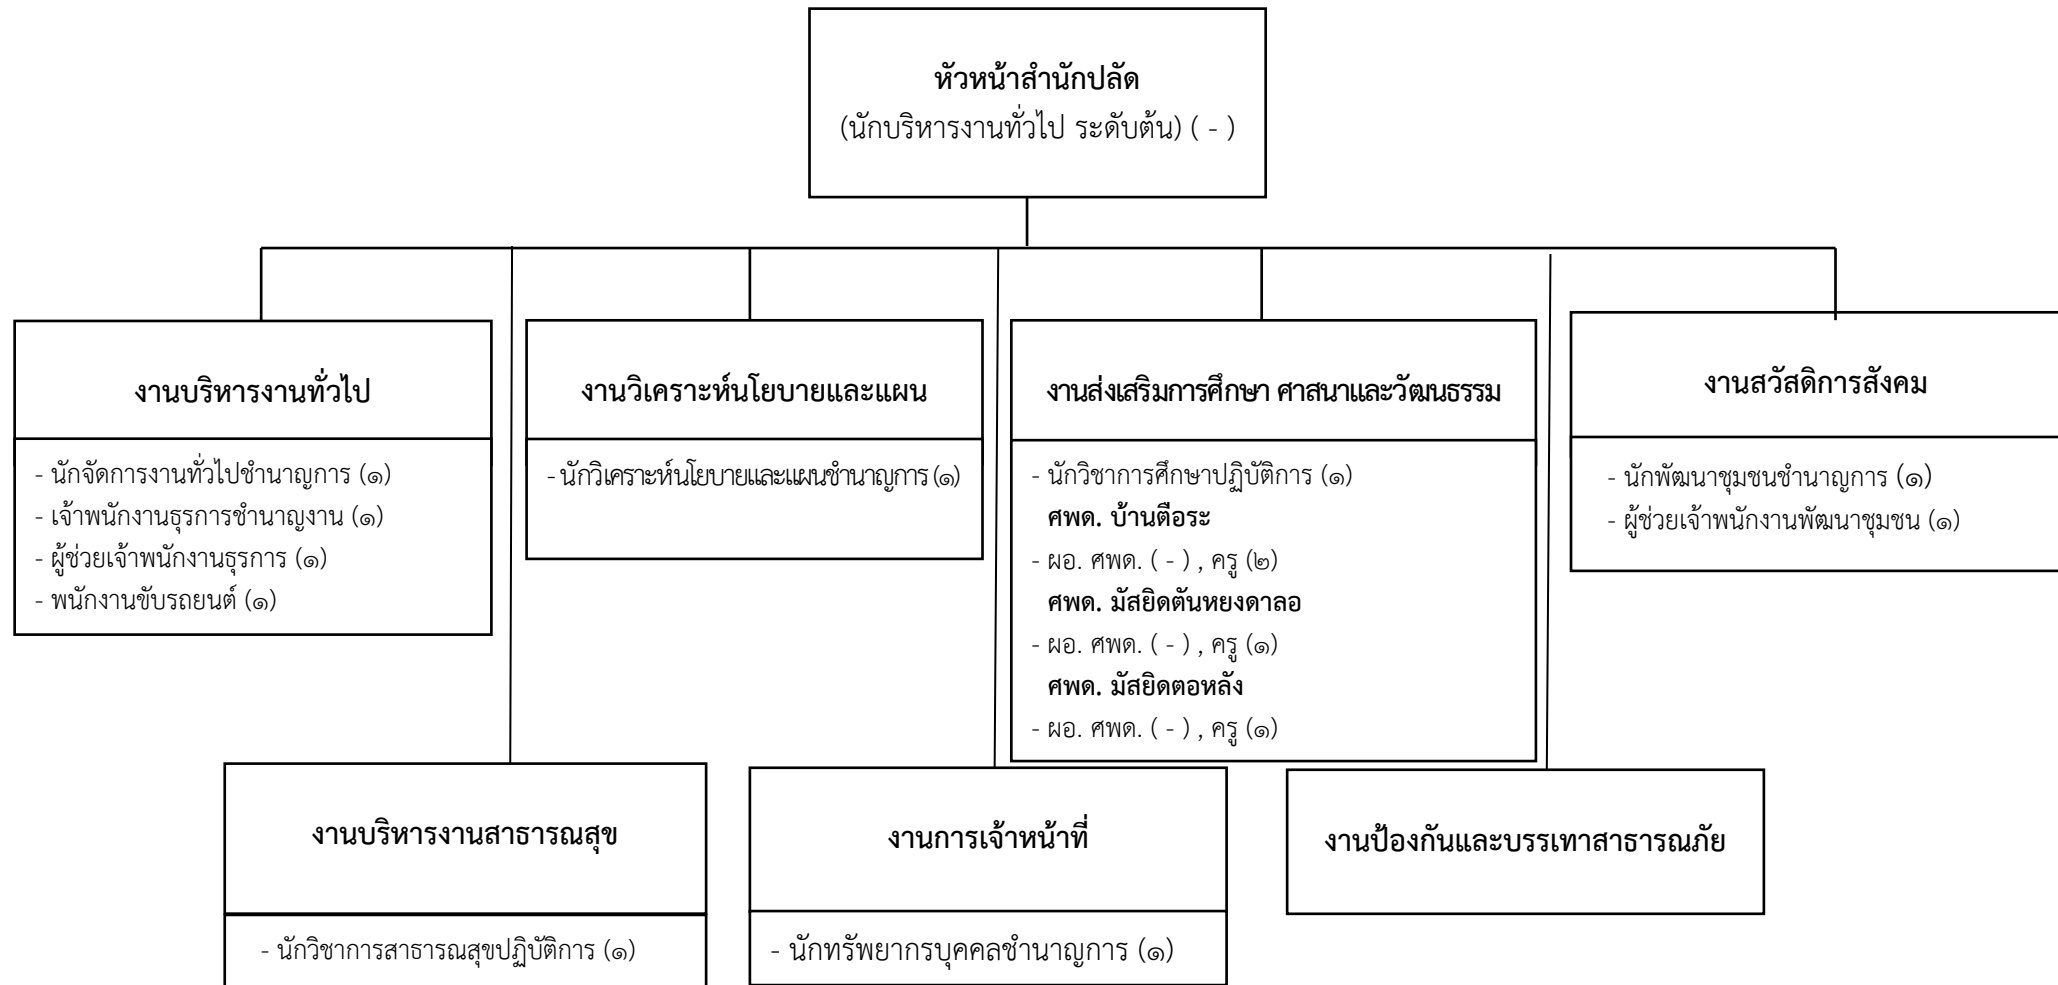 หัวหน้าสำนักปลัด
(นักบริหารงานทั่วไป ระดับต้น) ( - )
งานบริหารงานทั่วไป
- นักจัดการงานทั่วไปชำนาญการ (๑)
- เจ้าพนักงานธุรการชำนาญงาน (๑)
- ผู้ช่วยเจ้าพนักงานธุรการ (๑)
- พนักงานขับรถยนต์ (๑)
งานวิเคราะห์นโยบายและแผน
- นักวิเคราะห์นโยบายและแผนชำนาญการ (๑)
งานส่งเสริมการศึกษา ศาสนาและวัฒนธรรม
- นักวิชาการศึกษาปฏิบัติการ (๑)
ศพด. บ้านตือระ
- ผอ. ศพด. ( - ) , ครู (๒)
ศพด. มัสยิดตันหยงดาลอ
- ผอ. ศพด. ( - ) , ครู (๑)
ศพด. มัสยิดตอหลัง
- ผอ. ศพด. ( - ) , ครู (๑)
งานสวัสดิการสังคม
- นักพัฒนาชุมชนชำนาญการ (๑)
- ผู้ช่วยเจ้าพนักงานพัฒนาชุมชน (๑)
งานบริหารงานสาธารณสุข
- นักวิชาการสาธารณสุขปฏิบัติการ (๑)
งานการเจ้าหน้าที่
- นักทรัพยากรบุคคลชำนาญการ (๑)
งานป้องกันและบรรเทาสาธารณภัย